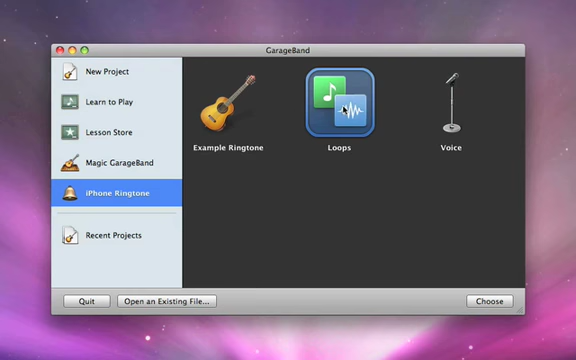 GarageBand
New Project
Learn to Play
Lesson Store
Magic GarageBand
iPhone Ringtone
Recent Projects
Example Ringtone
Loops
Voice
Quit
Open an Existing File...
Choose